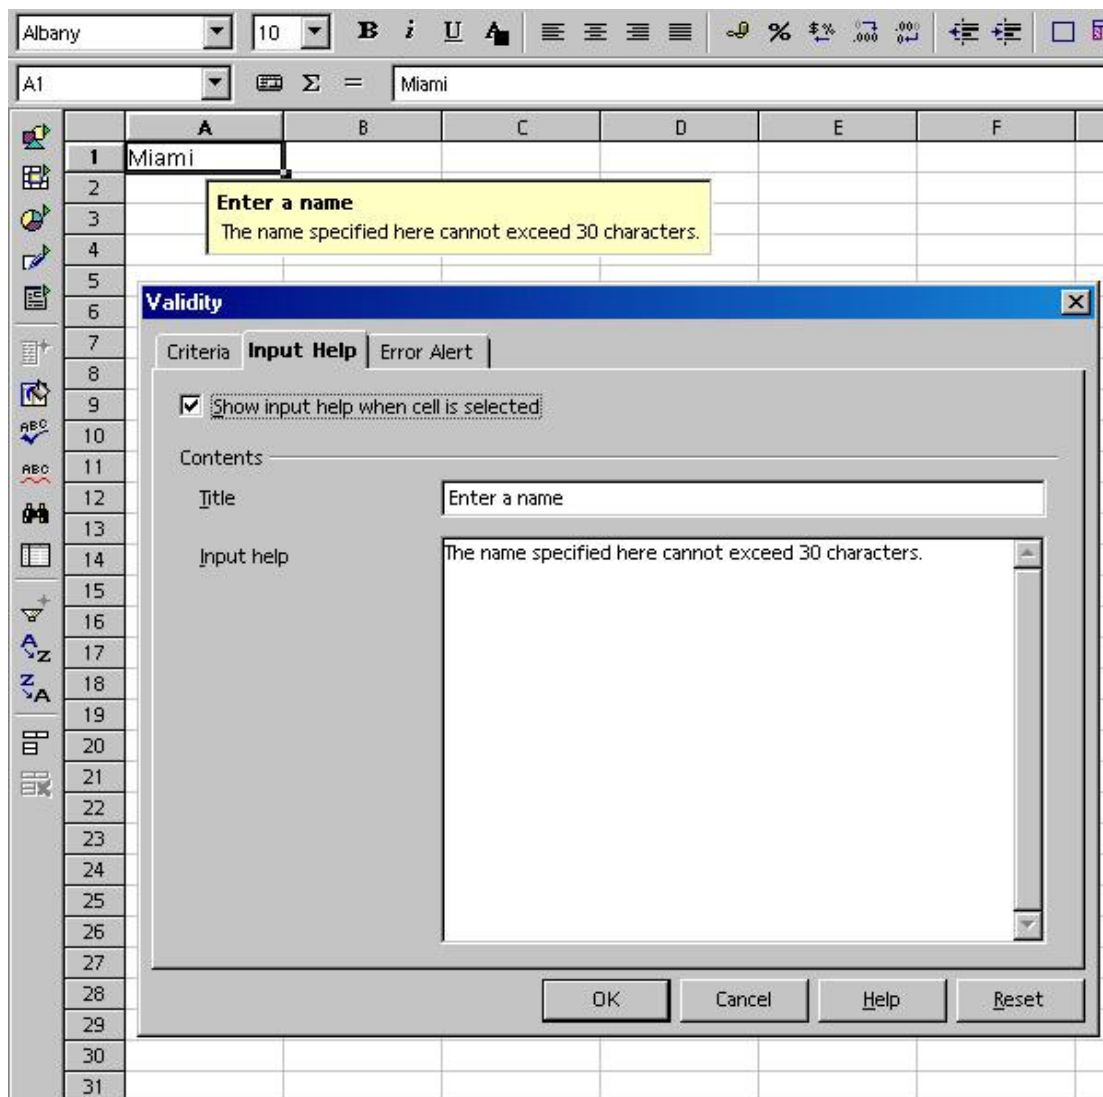 Albany 10 B i U A % $% .000 .000
A1 Σ = Miami
A B C D E F
1 Miami
2
Enter a name
3
The name specified here cannot exceed 30 characters.
4
5
Validity
6
7
Criteria Input Help Error Alert
8
9
Show input help when cell is selected
ABC
10
Contents
11
ABC
12
Title Enter a name
13
Input help The name specified here cannot exceed 30 characters.
14
15
16
A Z
17
Z A
18
19
20
21
22
23
24
25
26
27
28
OK Cancel Help Reset
29
30
31